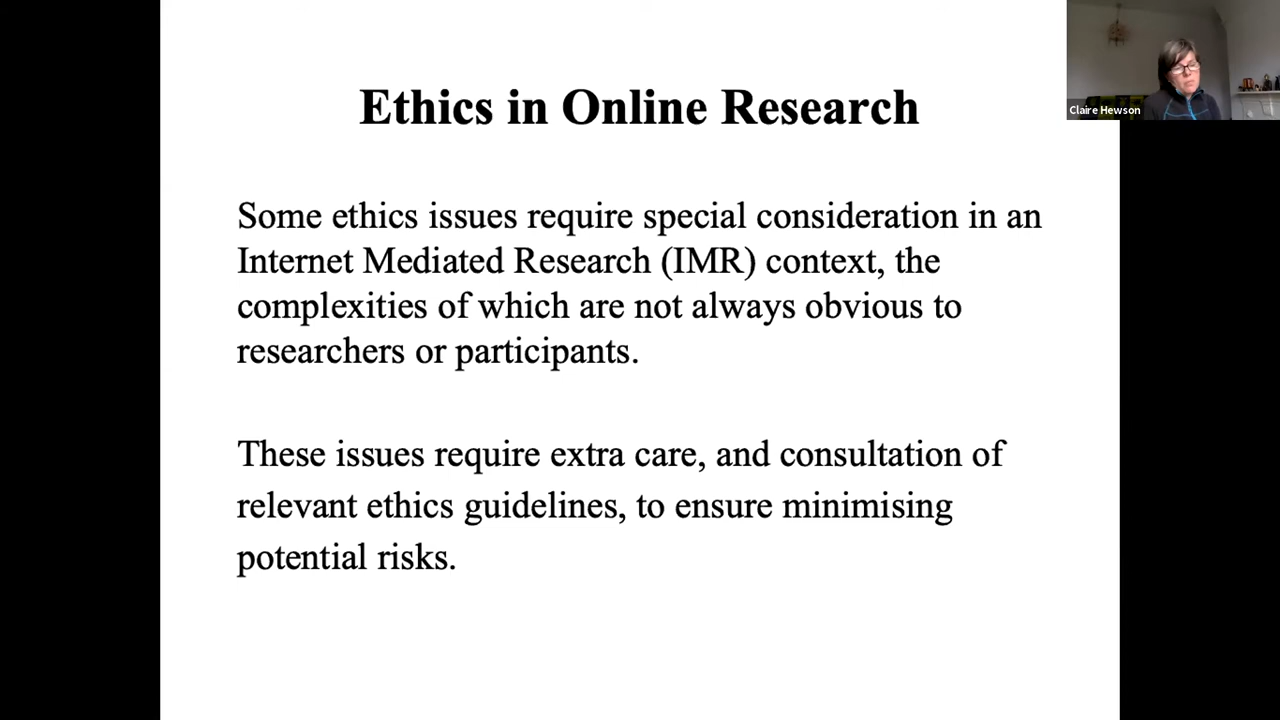 Ethics in Online Research
Claire Hewson
Some ethics issues require special consideration in an
Internet Mediated Research (IMR) context, the
complexities of which are not always obvious to
researchers or participants.
These issues require extra care, and consultation of
relevant ethics guidelines, to ensure minimising
potential risks.